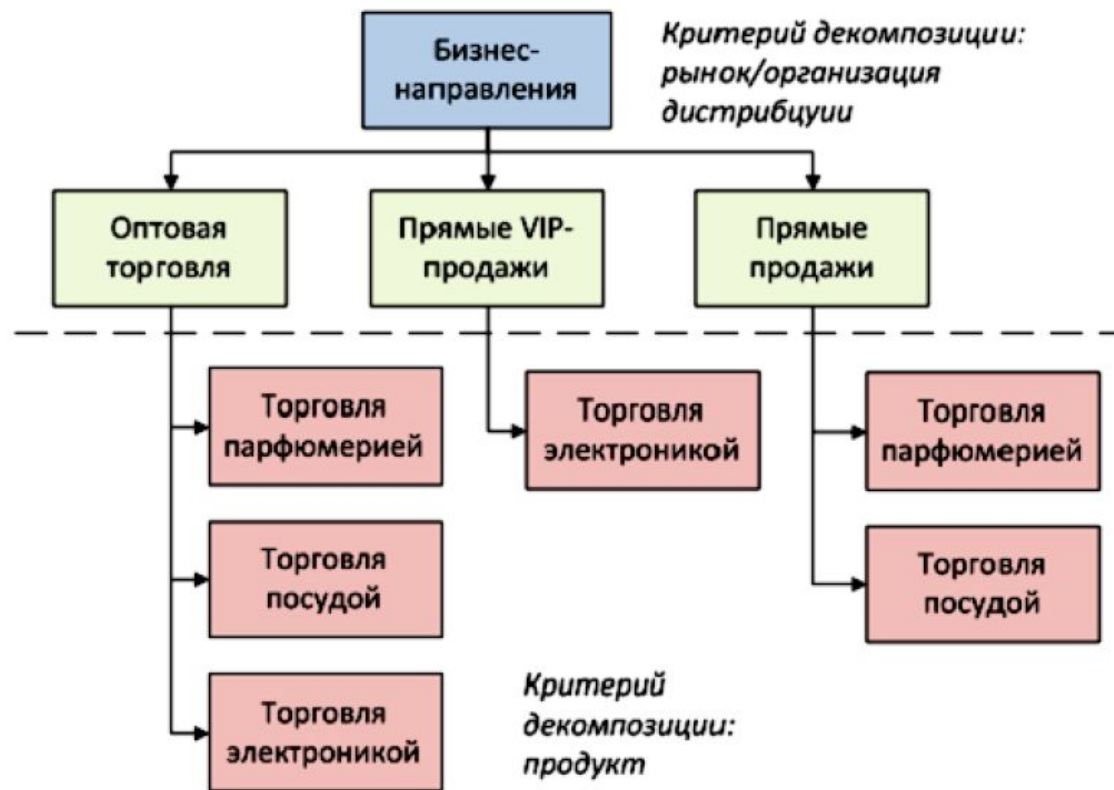 Бизнес-
направления
Критерий декомпозиции:
рынок/организация
дистрибцуии
Оптовая
торговля
Прямые VIP-
продажи
Прямые
продажи
Торговля
парфюмерией
Торговля
электроникой
Торговля
парфюмерией
Торговля
посудой
Торговля
посудой
Торговля
электроникой
Критерий
декомпозиции:
продукт